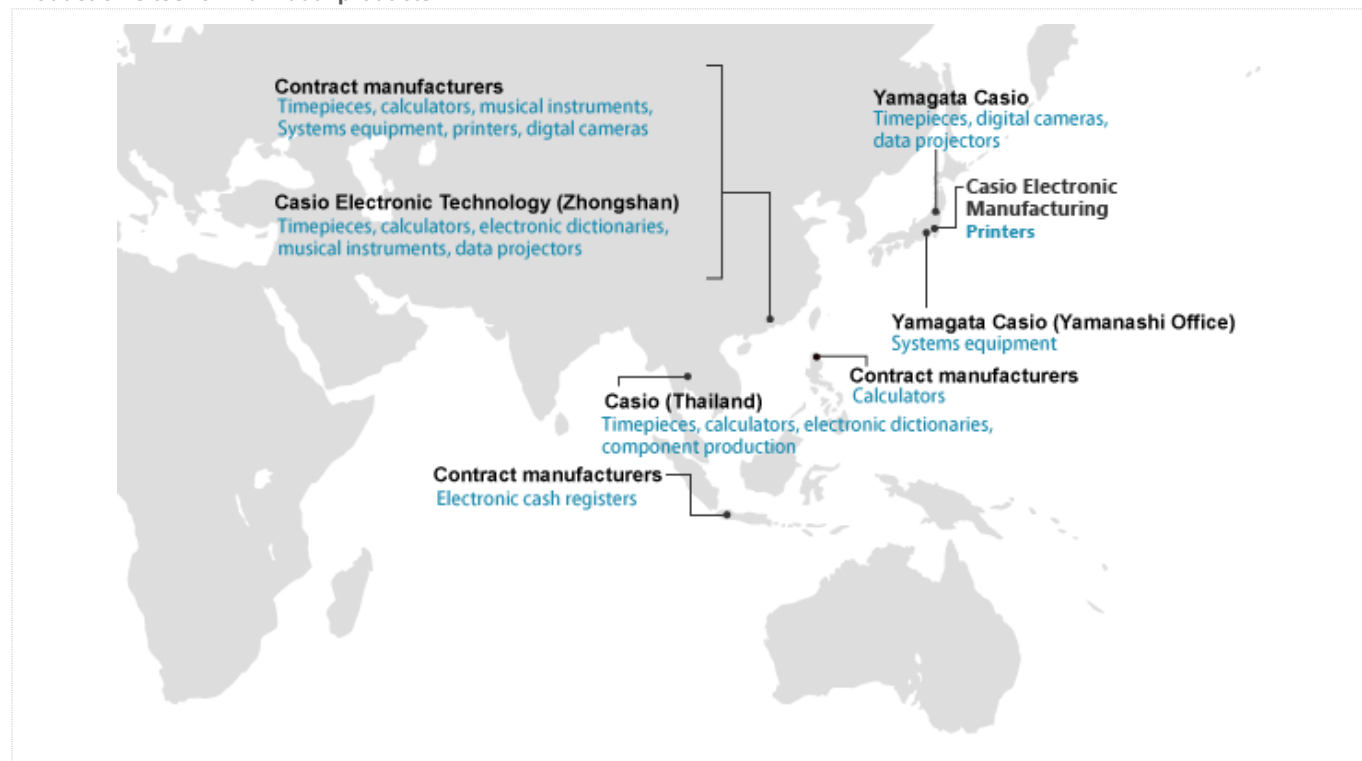 Contract manufacturers
Timepieces, calculators, musical instruments,
Systems equipment, printers, digtal cameras
Casio Electronic Technology (Zhongshan)
Timepieces, calculators, electronic dictionaries,
musical instruments, data projectors
Yamagata Casio
Timepieces, digital cameras,
data projectors
Casio Electronic
Manufacturing
Printers
Yamagata Casio (Yamanashi Office)
Systems equipment
Contract manufacturers
Calculators
Casio (Thailand)
Timepieces, calculators, electronic dictionaries,
component production
Contract manufacturers
Electronic cash registers